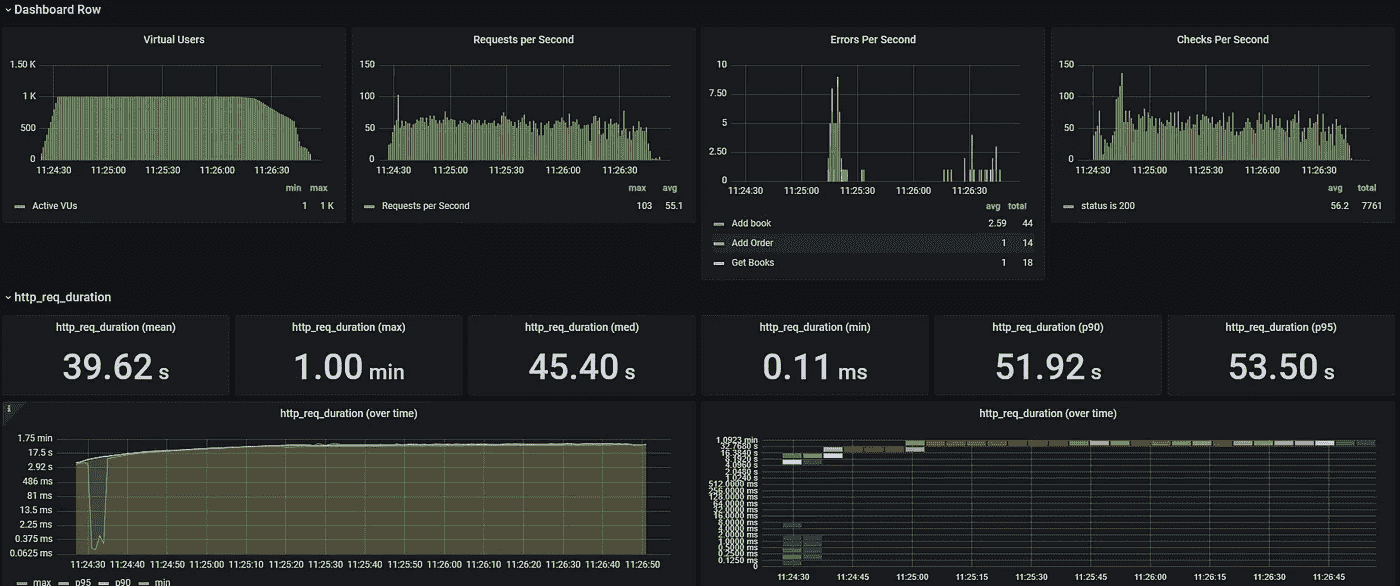 Dashboard Row
Virtual Users
1.50 K
1 K
500
0
11:24:30 11:25:00 11:25:30 11:26:00 11:26:30
min max
Active VUs 1 1 K
Requests per Second
150
100
50
0
11:24:30 11:25:00 11:25:30 11:26:00 11:26:30
max avg
Requests per Second 103 55.1
Errors Per Second
10
7.50
5
2.50
0
11:24:30 11:25:00 11:25:30 11:26:00 11:26:30
avg total
Add book 2.59 44
Add Order 1 14
Get Books 1 18
Checks Per Second
150
100
50
0
11:24:30 11:25:00 11:25:30 11:26:00 11:26:30
avg total
status is 200 56.2 7761
http_req_duration
http_req_duration (mean)
39.62 s
http_req_duration (max)
1.00 min
http_req_duration (med)
45.40 s
http_req_duration (min)
0.11 ms
http_req_duration (p90)
51.92 s
http_req_duration (p95)
53.50 s
i
http_req_duration (over time)
1.75 min
17.5 s
2.92 s
486 ms
81 ms
13.5 ms
2.25 ms
0.375 ms
0.0625 ms
11:24:30 11:24:40 11:24:50 11:25:00 11:25:10 11:25:20 11:25:30 11:25:40 11:25:50 11:26:00 11:26:10 11:26:20 11:26:30 11:26:40 11:26:50
max p95 p90 min
http_req_duration (over time)
1.0923 min
32.7680 s
16.3840 s
8.1920 s
4.0960 s
2.0480 s
1.0240 s
512.0000 ms
256.0000 ms
128.0000 ms
64.0000 ms
32.0000 ms
16.0000 ms
8.0000 ms
4.0000 ms
2.0000 ms
1.0000 ms
0.5000 ms
0.2500 ms
0.1250 ms
0
11:24:30 11:24:45 11:25:00 11:25:15 11:25:30 11:25:45 11:26:00 11:26:15 11:26:30 11:26:45